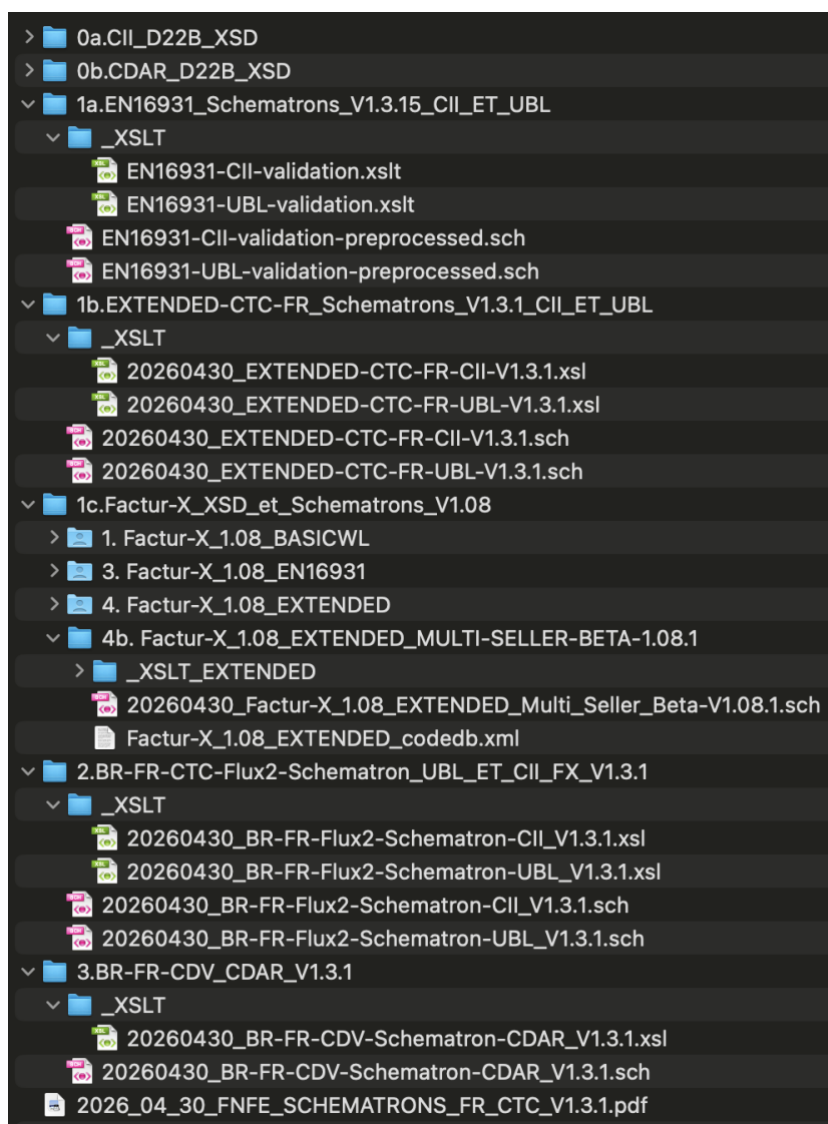 0a.CII_D22B_XSD
0b.CDAR_D22B_XSD
1a.EN16931_Schematrons_V1.3.15_CII_ET_UBL
_XSLT
EN16931-CII-validation.xslt
EN16931-UBL-validation.xslt
EN16931-CII-validation-preprocessed.sch
EN16931-UBL-validation-preprocessed.sch
1b.EXTENDED-CTC-FR_Schematrons_V1.3.1_CII_ET_UBL
_XSLT
20260430_EXTENDED-CTC-FR-CII-V1.3.1.xsl
20260430_EXTENDED-CTC-FR-UBL-V1.3.1.xsl
20260430_EXTENDED-CTC-FR-CII-V1.3.1.sch
20260430_EXTENDED-CTC-FR-UBL-V1.3.1.sch
1c.Factur-X_XSD_et_Schematrons_V1.08
1. Factur-X_1.08_BASICWL
3. Factur-X_1.08_EN16931
4. Factur-X_1.08_EXTENDED
4b. Factur-X_1.08_EXTENDED_MULTI-SELLER-BETA-1.08.1
_XSLT_EXTENDED
20260430_Factur-X_1.08_EXTENDED_Multi_Seller_Beta-V1.08.1.sch
Factur-X_1.08_EXTENDED_codedb.xml
2.BR-FR-CTC-Flux2-Schematron_UBL_ET_CII_FX_V1.3.1
_XSLT
20260430_BR-FR-Flux2-Schematron-CII_V1.3.1.xsl
20260430_BR-FR-Flux2-Schematron-UBL_V1.3.1.xsl
20260430_BR-FR-Flux2-Schematron-CII_V1.3.1.sch
20260430_BR-FR-Flux2-Schematron-UBL_V1.3.1.sch
3.BR-FR-CDV_CDAR_V1.3.1
_XSLT
20260430_BR-FR-CDV-Schematron-CDAR_V1.3.1.xsl
20260430_BR-FR-CDV-Schematron-CDAR_V1.3.1.sch
2026_04_30_FNFE_SCHEMATRONS_FR_CTC_V1.3.1.pdf